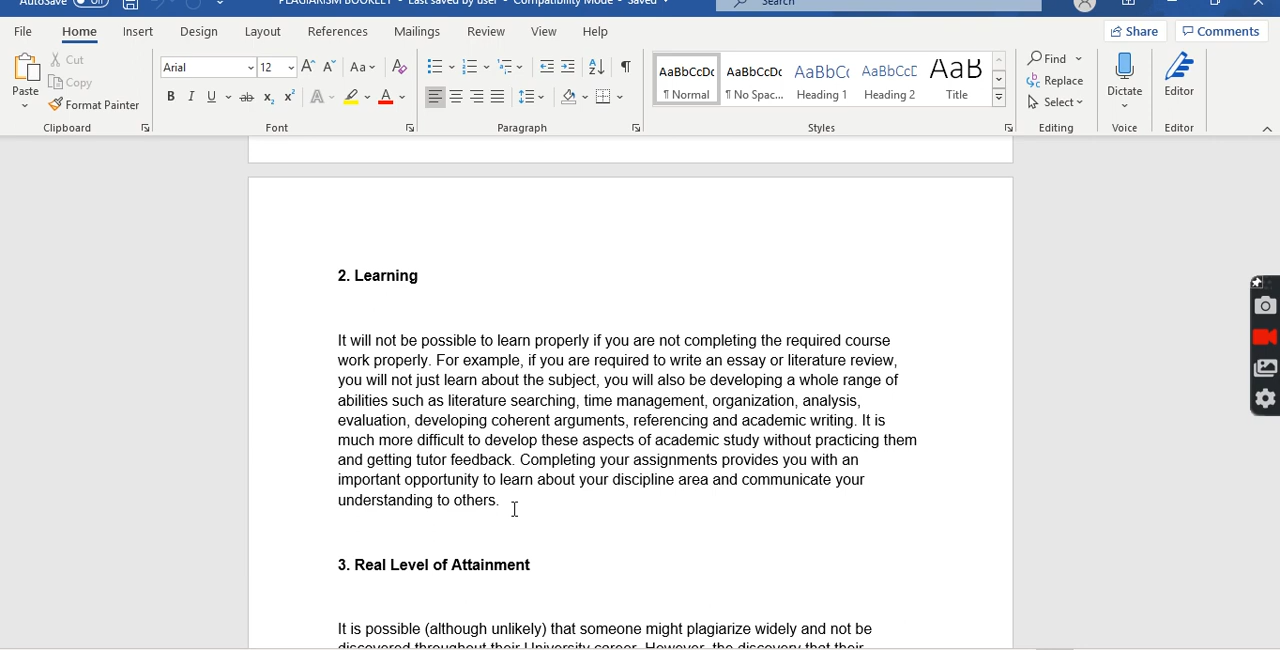 AutoSave Off PLAGIARISM BOOKLET - Last saved by user - Compatibility Mode - Saved Search
File Home Insert Design Layout References Mailings Review View Help Share Comments
Paste Cut Copy Format Painter
Clipboard
Arial 12 Aa
B I U ab x₂ x²
Font
Paragraph
AaBbCcDc AaBbCcDc AaBbCc AaBbCcD AaB
¶ Normal ¶ No Spac... Heading 1 Heading 2 Title
Styles
Find Replace Select
Editing
Dictate
Voice
Editor
Editor
2. Learning
It will not be possible to learn properly if you are not completing the required course
work properly. For example, if you are required to write an essay or literature review,
you will not just learn about the subject, you will also be developing a whole range of
abilities such as literature searching, time management, organization, analysis,
evaluation, developing coherent arguments, referencing and academic writing. It is
much more difficult to develop these aspects of academic study without practicing them
and getting tutor feedback. Completing your assignments provides you with an
important opportunity to learn about your discipline area and communicate your
understanding to others.
3. Real Level of Attainment
It is possible (although unlikely) that someone might plagiarize widely and not be
discovered throughout their University career. However, the discovery that their